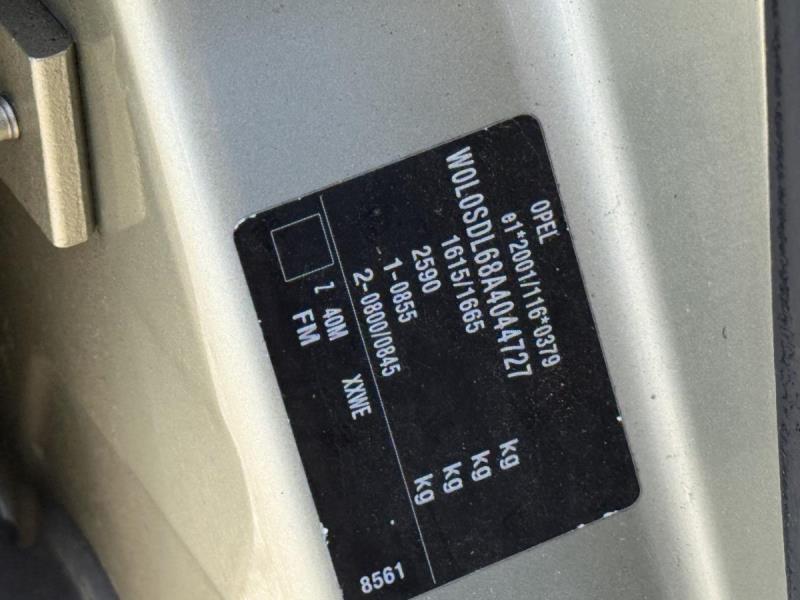 OPEL
e1*2001/116*0379
W0L0SDL68A4044727
1615/1665 kg
2590 kg
1-0855 kg
2-0800/0845 kg
Z 40M XXWE
FM
8561